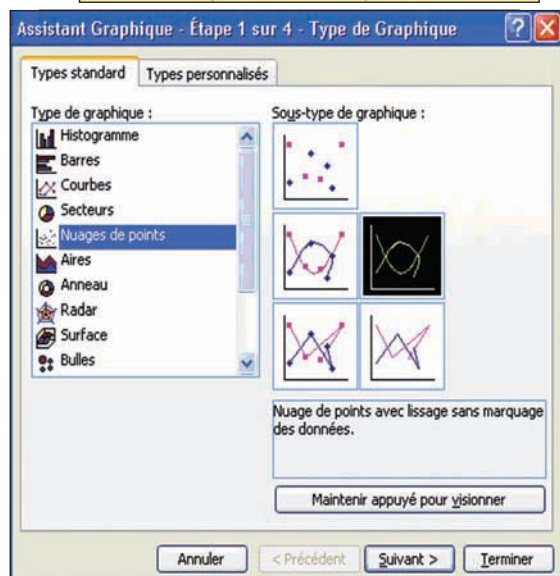 Assistant Graphique - Étape 1 sur 4 - Type de Graphique
Types standard
Types personnalisés
Type de graphique :
Histogramme
Barres
Courbes
Secteurs
Nuages de points
Aires
Anneau
Radar
Surface
Bulles
Sous-type de graphique :
Nuage de points avec lissage sans marquage
des données.
Maintenir appuyé pour visionner
Annuler
< Précédent
Suivant >
Terminer